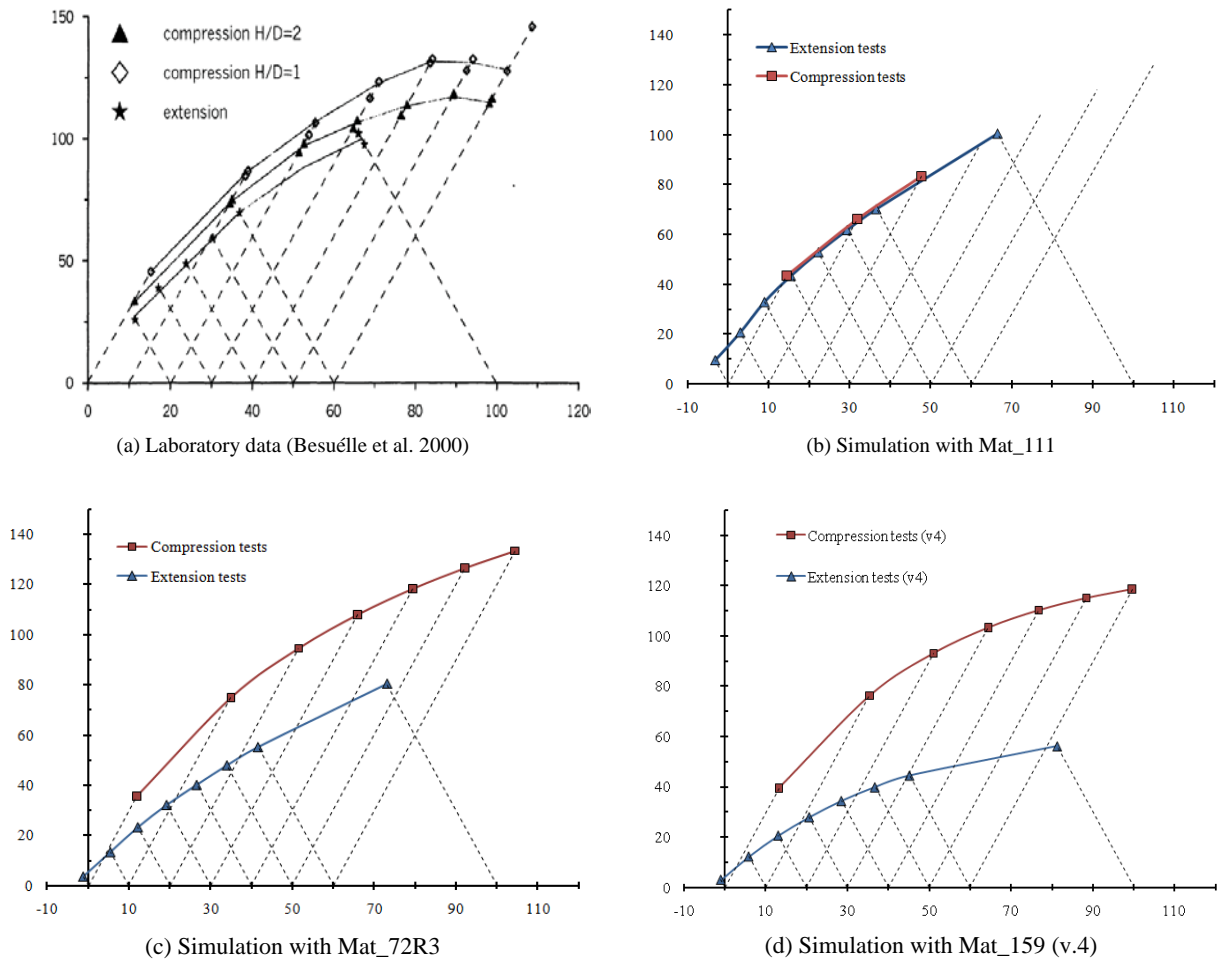 150
100
50
0
compression H/D=2
compression H/D=1
extension
0 20 40 60 80 100 120
(a) Laboratory data (Besuélle et al. 2000)
140
120
100
80
60
40
20
0
Extension tests
Compression tests
-10 10 30 50 70 90 110
(b) Simulation with Mat_111
140
120
100
80
60
40
20
0
Compression tests
Extension tests
-10 10 30 50 70 90 110
(c) Simulation with Mat_72R3
140
120
100
80
60
40
20
0
Compression tests (v4)
Extension tests (v4)
-10 10 30 50 70 90 110
(d) Simulation with Mat_159 (v.4)